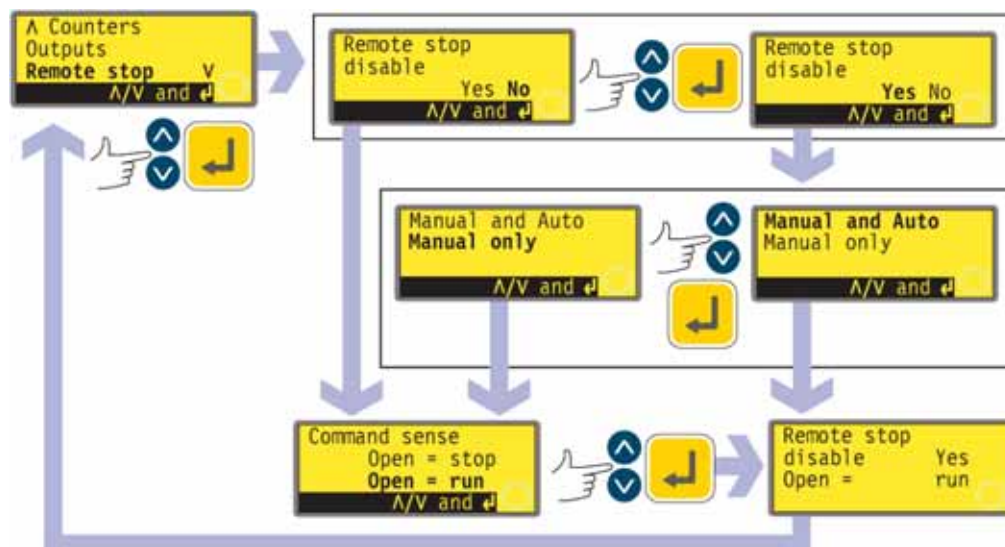 Λ Counters
Outputs
Remote stop V
Λ/V and ↵
Remote stop
disable
Yes No
Λ/V and ↵
Remote stop
disable
Yes No
Λ/V and ↵
Manual and Auto
Manual only
Λ/V and ↵
Manual and Auto
Manual only
Λ/V and ↵
Command sense
Open = stop
Open = run
Λ/V and ↵
Remote stop
disable Yes
Open = run